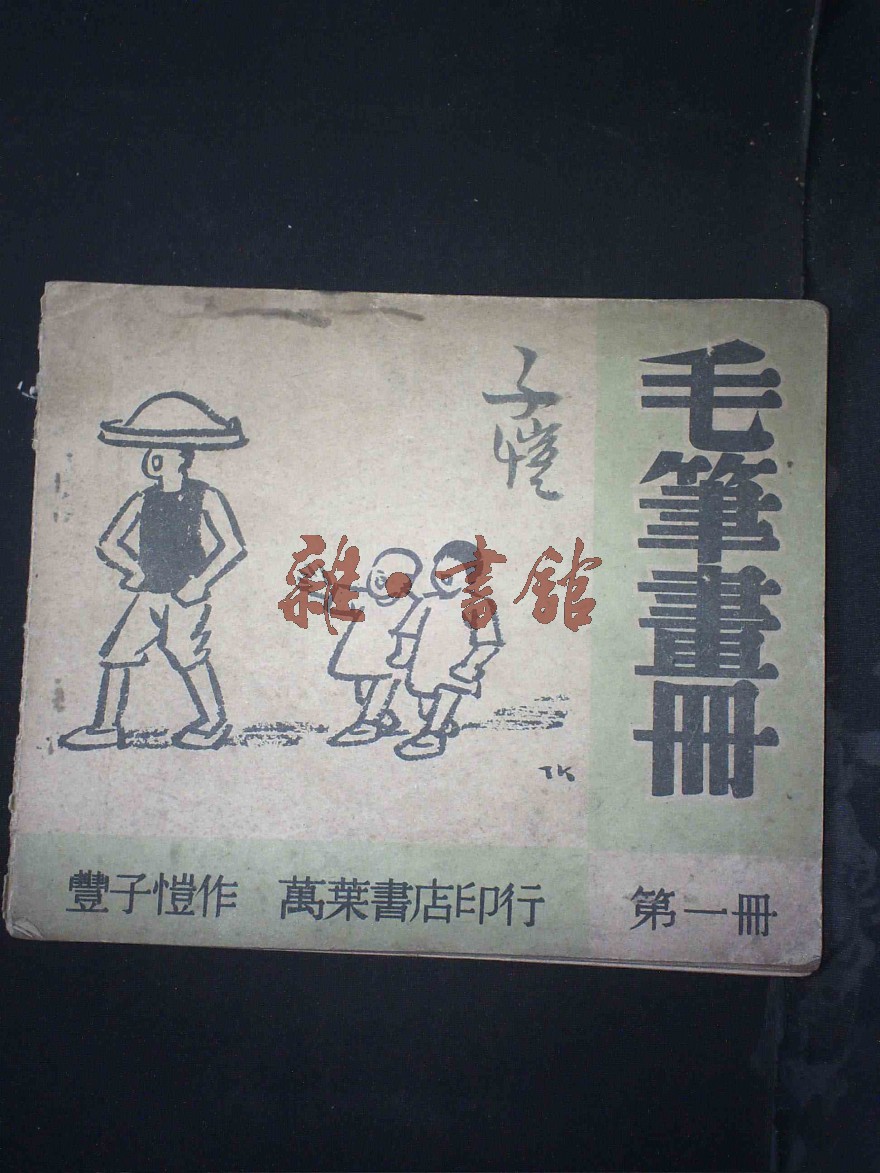 毛筆畫冊
子愷
雜·書館
TK
豐子愷作 萬葉書店印行
第一冊